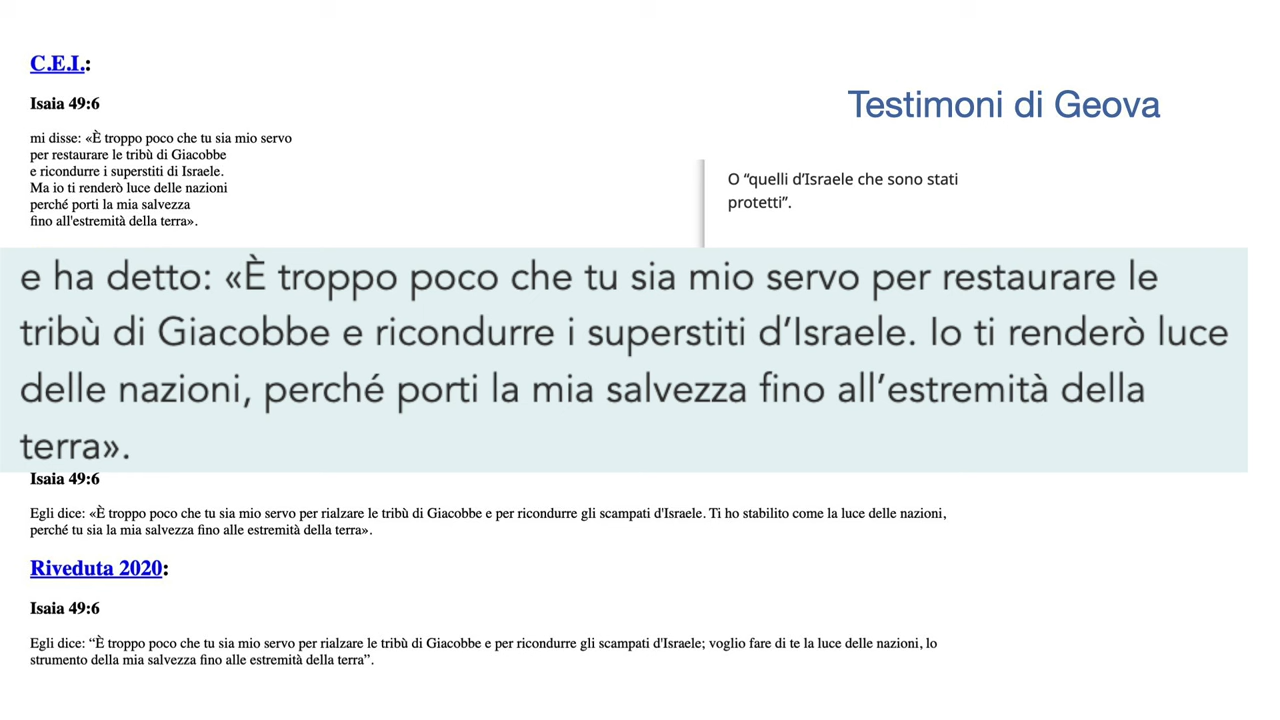 C.E.I.:
Isaia 49:6
mi disse: «È troppo poco che tu sia mio servo
per restaurare le tribù di Giacobbe
e ricondurre i superstiti di Israele.
Ma io ti renderò luce delle nazioni
perché porti la mia salvezza
fino all'estremità della terra».
Testimoni di Geova
O “quelli d’Israele che sono stati
protetti”.
e ha detto: «È troppo poco che tu sia mio servo per restaurare le
tribù di Giacobbe e ricondurre i superstiti d’Israele. Io ti renderò luce
delle nazioni, perché porti la mia salvezza fino all’estremità della
terra».
Isaia 49:6
Egli dice: «È troppo poco che tu sia mio servo per rialzare le tribù di Giacobbe e per ricondurre gli scampati d'Israele. Ti ho stabilito come la luce delle nazioni,
perché tu sia la mia salvezza fino alle estremità della terra».
Riveduta 2020:
Isaia 49:6
Egli dice: “È troppo poco che tu sia mio servo per rialzare le tribù di Giacobbe e per ricondurre gli scampati d'Israele; voglio fare di te la luce delle nazioni, lo
strumento della mia salvezza fino alle estremità della terra”.